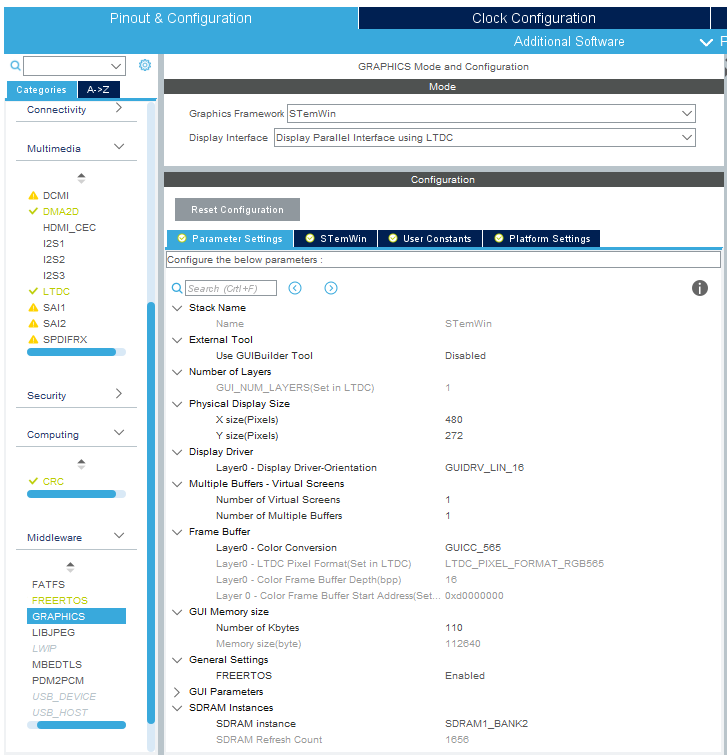 Pinout & Configuration
Clock Configuration
Additional Software
P
GRAPHICS Mode and Configuration
Categories
A->Z
Connectivity
Multimedia
DCMI
DMA2D
HDMI_CEC
I2S1
I2S2
I2S3
LTDC
SAI1
SAI2
SPDIFRX
Security
Computing
CRC
Middleware
FATFS
FREERTOS
GRAPHICS
LIBJPEG
LWIP
MBEDTLS
PDM2PCM
USB_DEVICE
USB_HOST
Mode
Graphics Framework STemWin
Display Interface Display Parallel Interface using LTDC
Configuration
Reset Configuration
Parameter Settings
STemWin
User Constants
Platform Settings
Configure the below parameters :
Search (Crtl+F)
Stack Name
Name STemWin
External Tool
Use GUIBuilder Tool Disabled
Number of Layers
GUI_NUM_LAYERS(Set in LTDC) 1
Physical Display Size
X size(Pixels) 480
Y size(Pixels) 272
Display Driver
Layer0 - Display Driver-Orientation GUIDRV_LIN_16
Multiple Buffers - Virtual Screens
Number of Virtual Screens 1
Number of Multiple Buffers 1
Frame Buffer
Layer0 - Color Conversion GUICC_565
Layer0 - LTDC Pixel Format(Set in LTDC) LTDC_PIXEL_FORMAT_RGB565
Layer0 - Color Frame Buffer Depth(bpp) 16
Layer 0 - Color Frame Buffer Start Address(Set... 0xd0000000
GUI Memory size
Number of Kbytes 110
Memory size(byte) 112640
General Settings
FREERTOS Enabled
GUI Parameters
SDRAM Instances
SDRAM instance SDRAM1_BANK2
SDRAM Refresh Count 1656